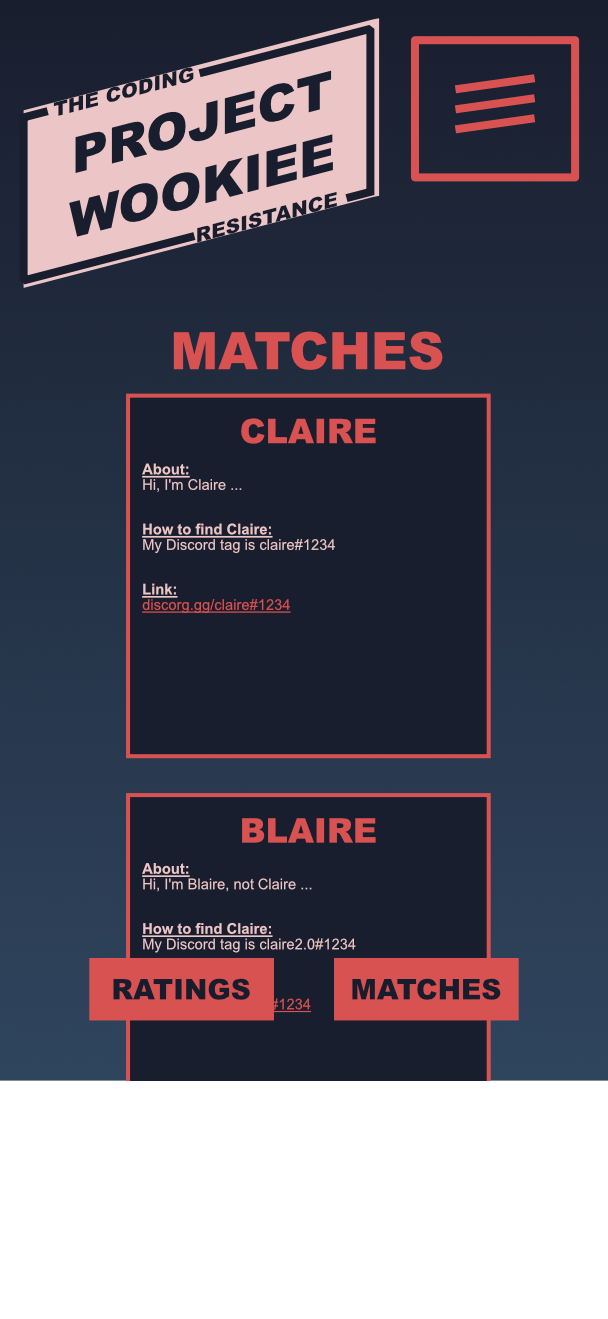 THE CODING
PROJECT
WOOKIEE
RESISTANCE
MATCHES
CLAIRE
About:
Hi, I'm Claire ...
How to find Claire:
My Discord tag is claire#1234
Link:
discorg.gg/claire#1234
BLAIRE
About:
Hi, I'm Blaire, not Claire ...
How to find Claire:
My Discord tag is claire2.0#1234
#1234
RATINGS
MATCHES